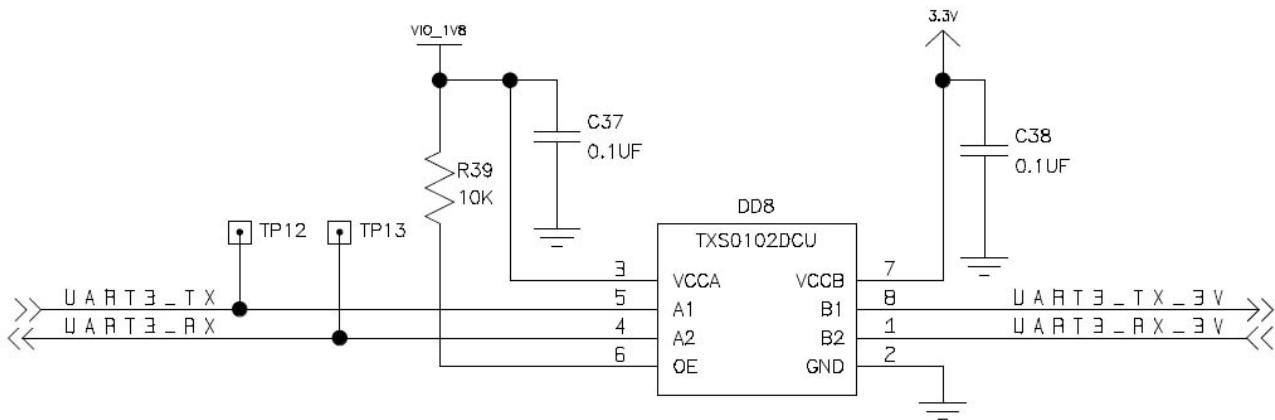 VIO_1V8
3.3V
C37
0.1UF
C38
0.1UF
R39
10K
DD8
TP12
TP13
TXS0102DCU
3
VCCA
VCCB
7
UART3_TX
5
A1
B1
8
UART3_TX_3V
UART3_RX
4
A2
B2
1
UART3_RX_3V
6
OE
GND
2